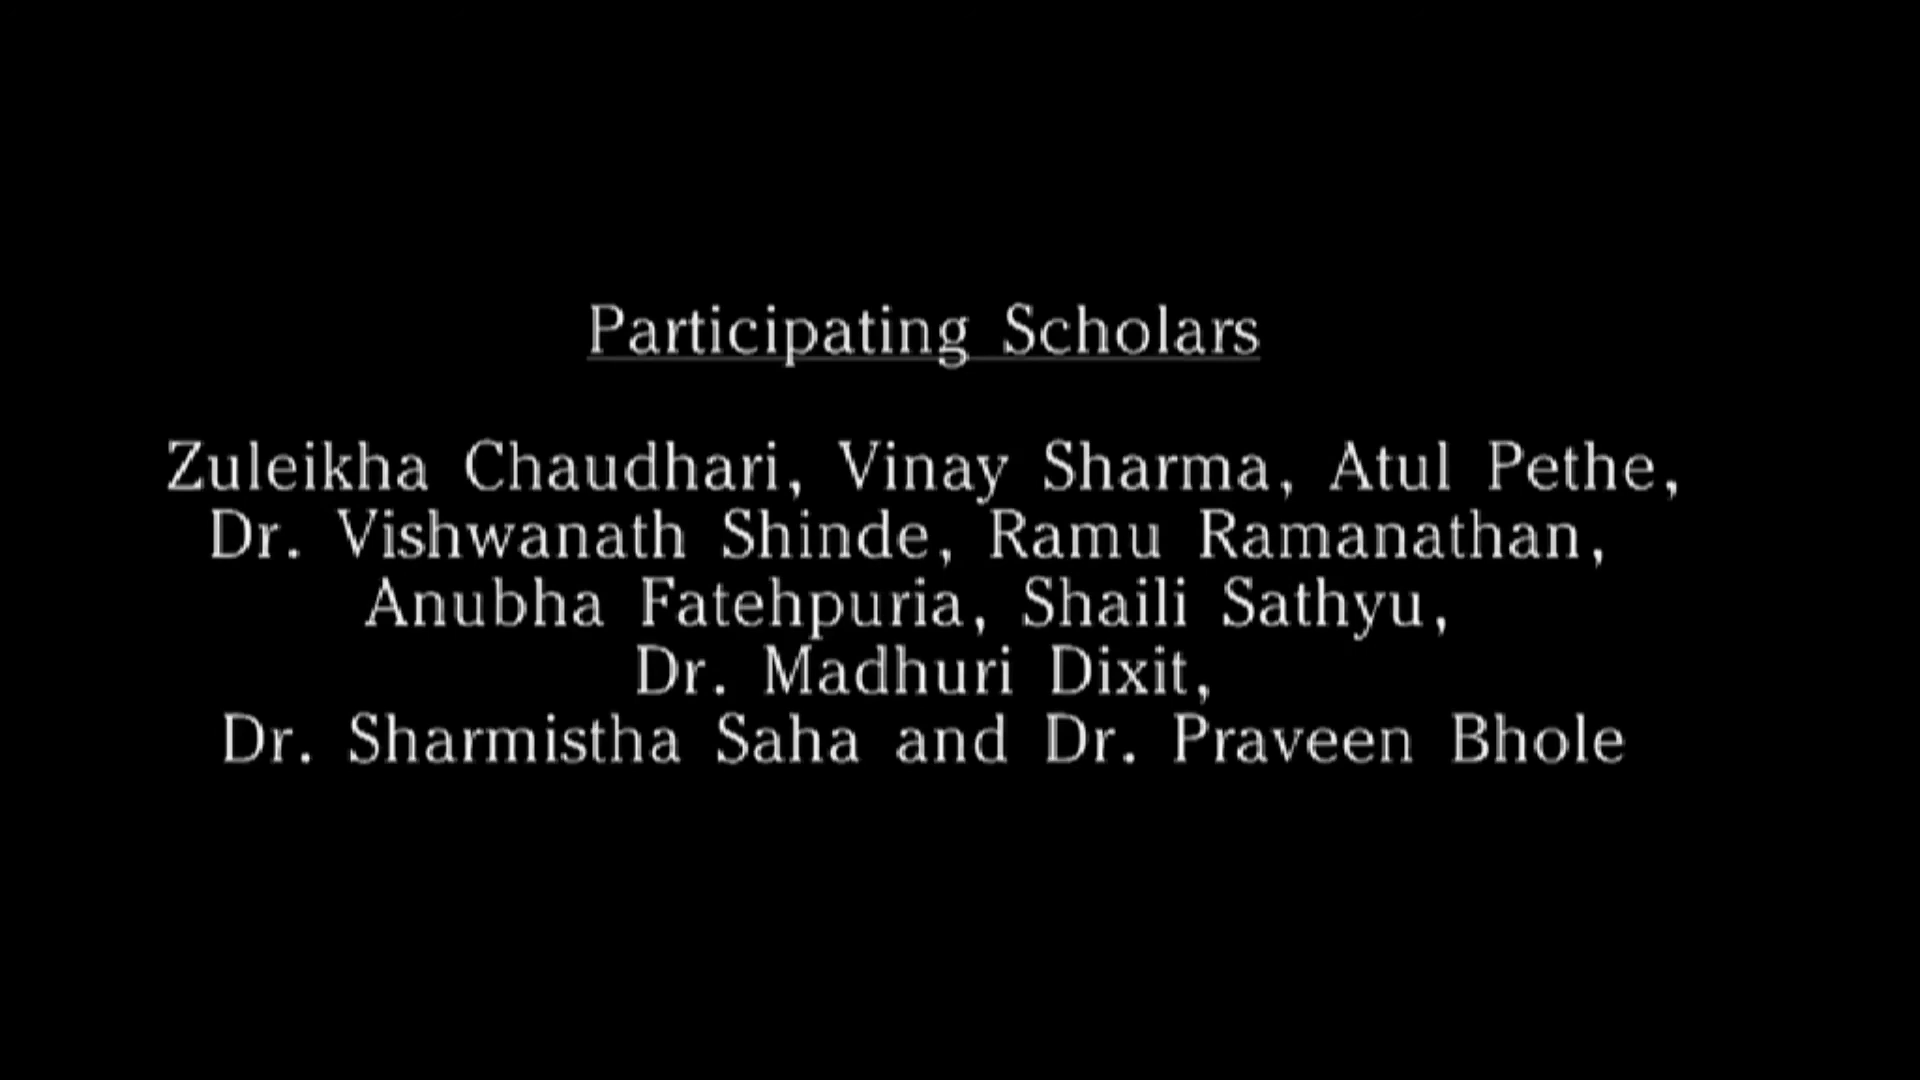 Participating Scholars
Zuleikha Chaudhari, Vinay Sharma, Atul Pethe,
Dr. Vishwanath Shinde, Ramu Ramanathan,
Anubha Fatehpuria, Shaili Sathyu,
Dr. Madhuri Dixit,
Dr. Sharmistha Saha and Dr. Praveen Bhole